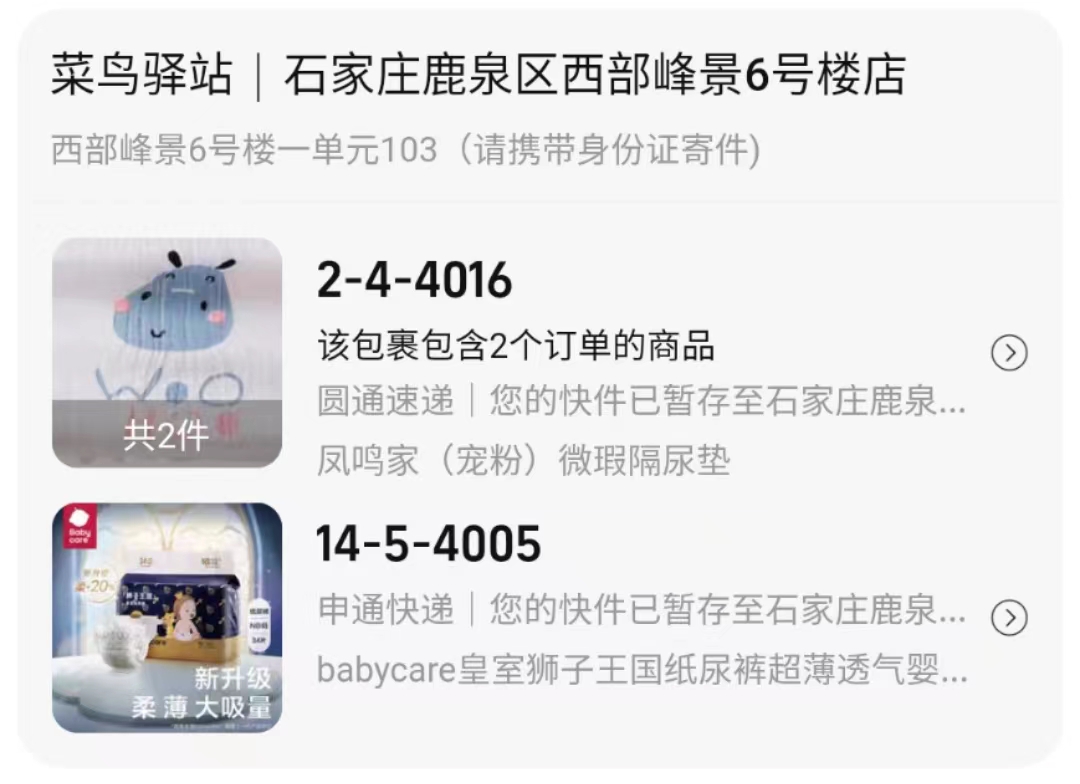 菜鸟驿站｜石家庄鹿泉区西部峰景6号楼店
西部峰景6号楼一单元103（请携带身份证寄件)
共2件
2-4-4016
该包裹包含2个订单的商品
圆通速递｜您的快件已暂存至石家庄鹿泉...
凤鸣家（宠粉）微瑕隔尿垫
Baby
care
新升级
柔薄大吸量
14-5-4005
申通快递｜您的快件已暂存至石家庄鹿泉...
babycare皇室狮子王国纸尿裤超薄透气婴...